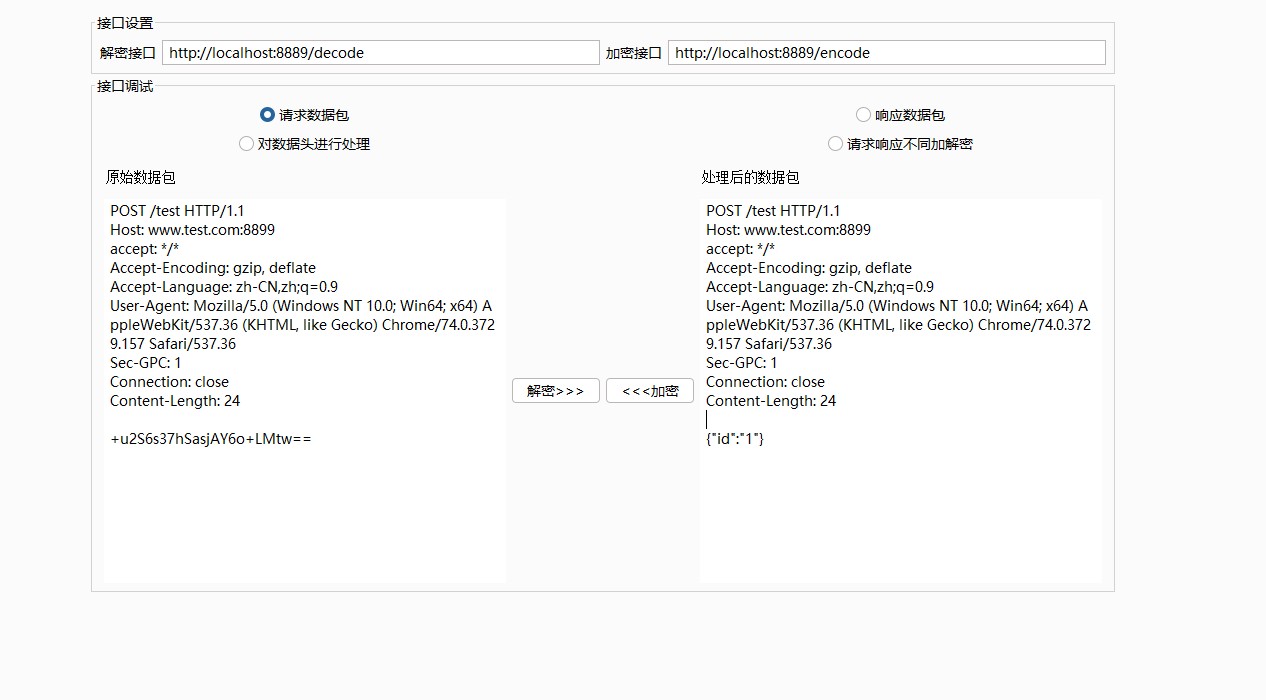 接口设置
解密接口 http://localhost:8889/decode 加密接口 http://localhost:8889/encode
接口调试
请求数据包 响应数据包
对数据头进行处理 请求响应不同加解密
原始数据包
POST /test HTTP/1.1
Host: www.test.com:8899
accept: */*
Accept-Encoding: gzip, deflate
Accept-Language: zh-CN,zh;q=0.9
User-Agent: Mozilla/5.0 (Windows NT 10.0; Win64; x64) A
ppleWebKit/537.36 (KHTML, like Gecko) Chrome/74.0.372
9.157 Safari/537.36
Sec-GPC: 1
Connection: close
Content-Length: 24
+u2S6s37hSasjAY6o+LMtw==
解密>>> <<<加密
处理后的数据包
POST /test HTTP/1.1
Host: www.test.com:8899
accept: */*
Accept-Encoding: gzip, deflate
Accept-Language: zh-CN,zh;q=0.9
User-Agent: Mozilla/5.0 (Windows NT 10.0; Win64; x64) A
ppleWebKit/537.36 (KHTML, like Gecko) Chrome/74.0.372
9.157 Safari/537.36
Sec-GPC: 1
Connection: close
Content-Length: 24
{"id":"1"}